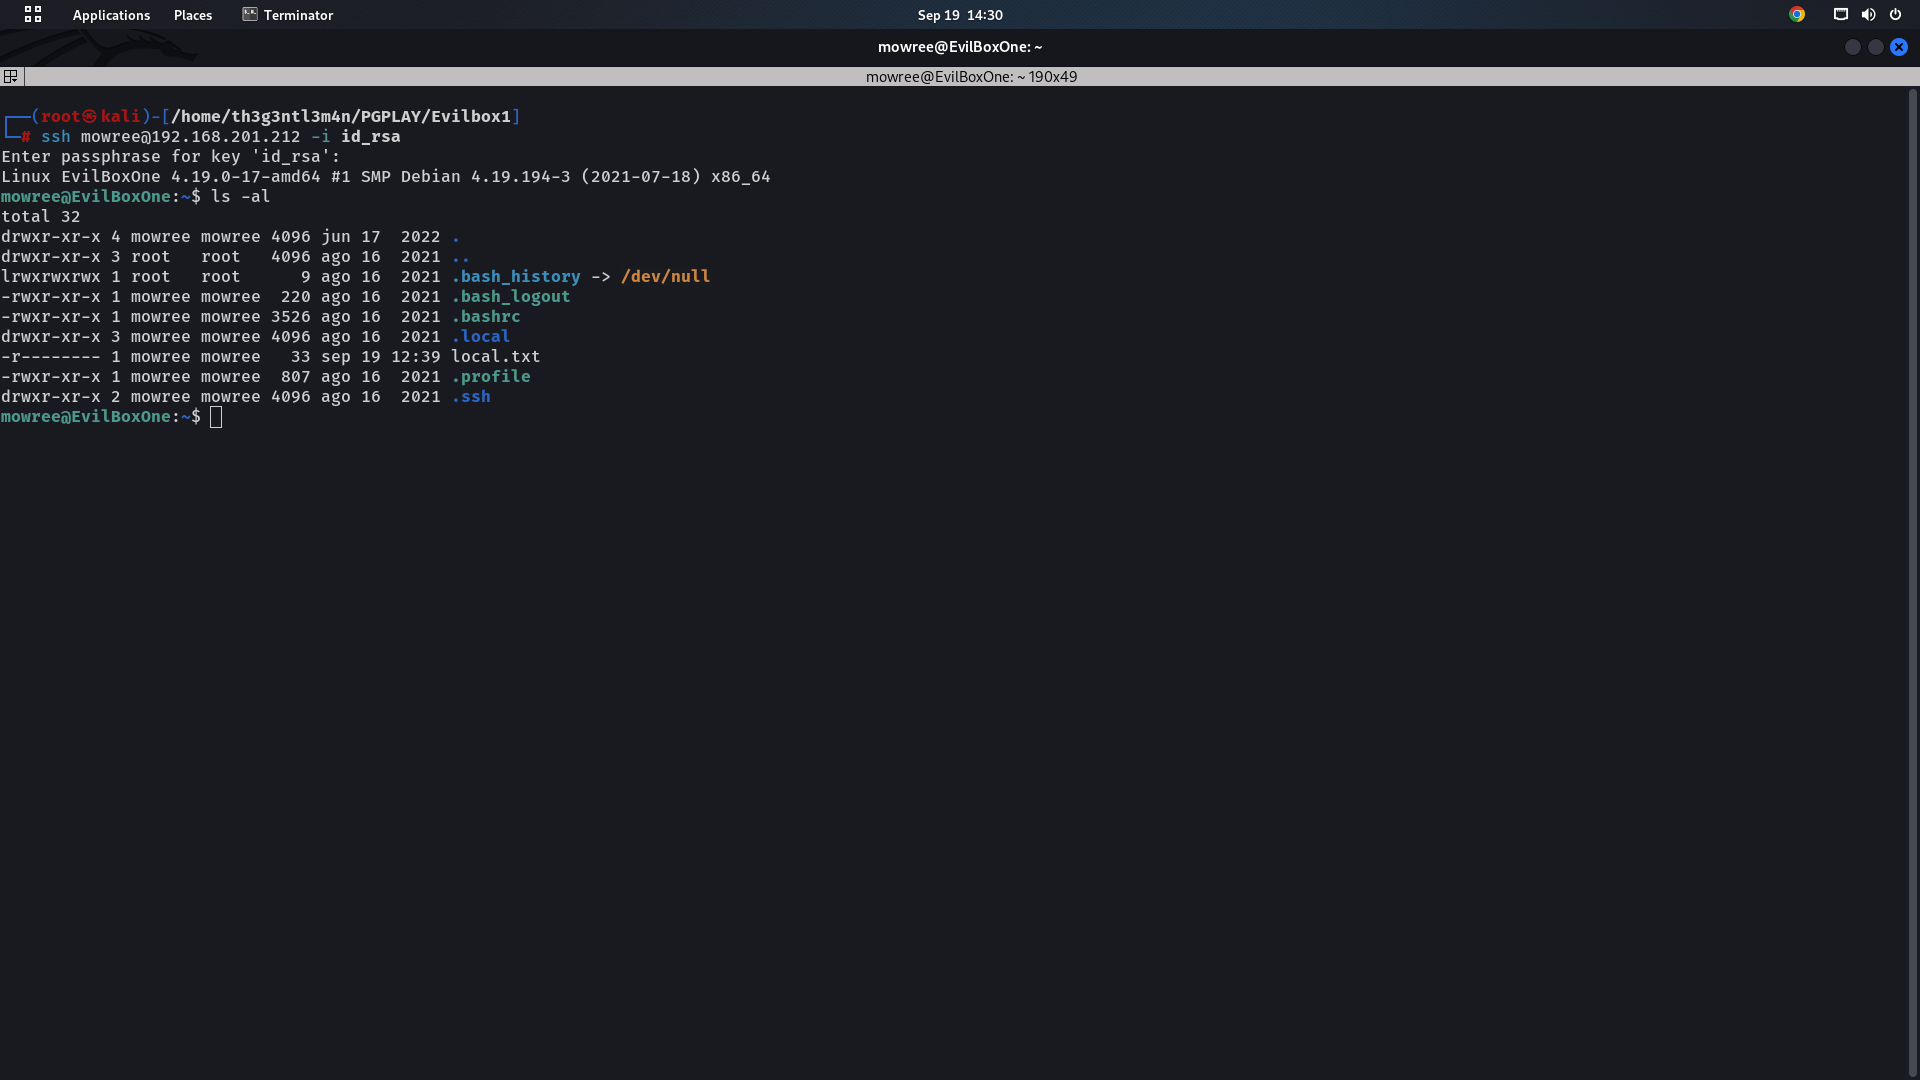 Applications Places Terminator Sep 19 14:30
mowree@EvilBoxOne: ~
mowree@EvilBoxOne: ~ 190x49
┌──(root㉿kali)-[/home/th3g3ntl3m4n/PGPLAY/Evilbox1]
└─# ssh mowree@192.168.201.212 -i id_rsa
Enter passphrase for key 'id_rsa':
Linux EvilBoxOne 4.19.0-17-amd64 #1 SMP Debian 4.19.194-3 (2021-07-18) x86_64
mowree@EvilBoxOne:~$ ls -al
total 32
drwxr-xr-x 4 mowree mowree 4096 jun 17  2022 .
drwxr-xr-x 3 root   root   4096 ago 16  2021 ..
lrwxrwxrwx 1 root   root      9 ago 16  2021 .bash_history -> /dev/null
-rwxr-xr-x 1 mowree mowree  220 ago 16  2021 .bash_logout
-rwxr-xr-x 1 mowree mowree 3526 ago 16  2021 .bashrc
drwxr-xr-x 3 mowree mowree 4096 ago 16  2021 .local
-r-------- 1 mowree mowree   33 sep 19 12:39 local.txt
-rwxr-xr-x 1 mowree mowree  807 ago 16  2021 .profile
drwxr-xr-x 2 mowree mowree 4096 ago 16  2021 .ssh
mowree@EvilBoxOne:~$